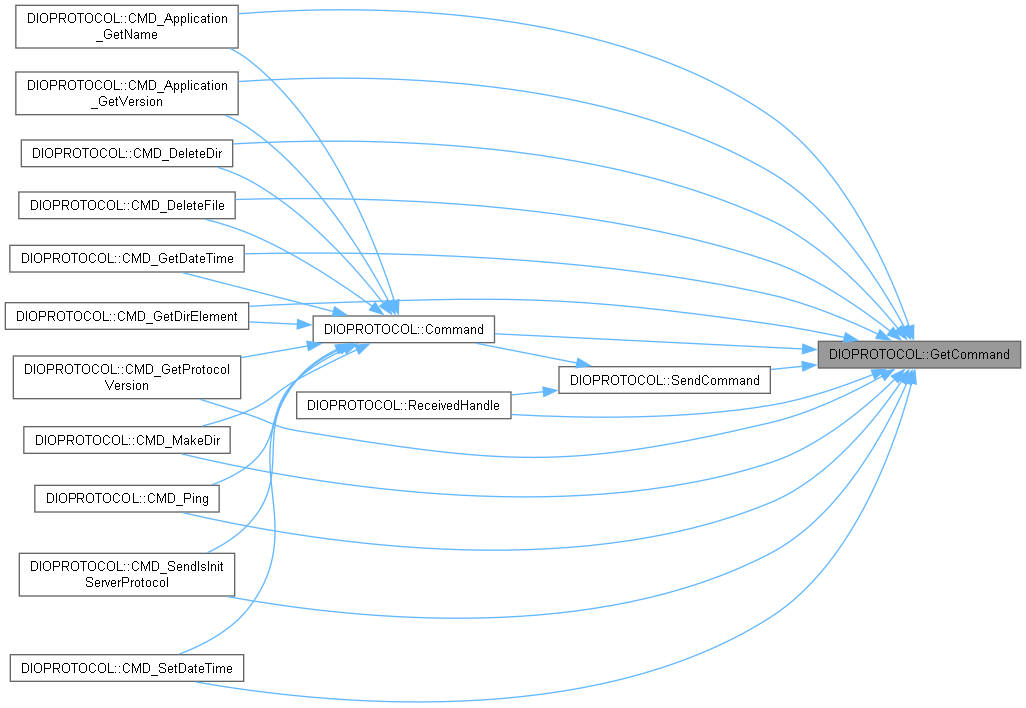 DIOPROTOCOL::CMD_Application
_GetName
DIOPROTOCOL::CMD_Application
_GetVersion
DIOPROTOCOL::CMD_DeleteDir
DIOPROTOCOL::CMD_DeleteFile
DIOPROTOCOL::CMD_GetDateTime
DIOPROTOCOL::CMD_GetDirElement
DIOPROTOCOL::CMD_GetProtocol
Version
DIOPROTOCOL::CMD_MakeDir
DIOPROTOCOL::CMD_Ping
DIOPROTOCOL::CMD_SendIsInit
ServerProtocol
DIOPROTOCOL::CMD_SetDateTime
DIOPROTOCOL::Command
DIOPROTOCOL::ReceivedHandle
DIOPROTOCOL::SendCommand
DIOPROTOCOL::GetCommand